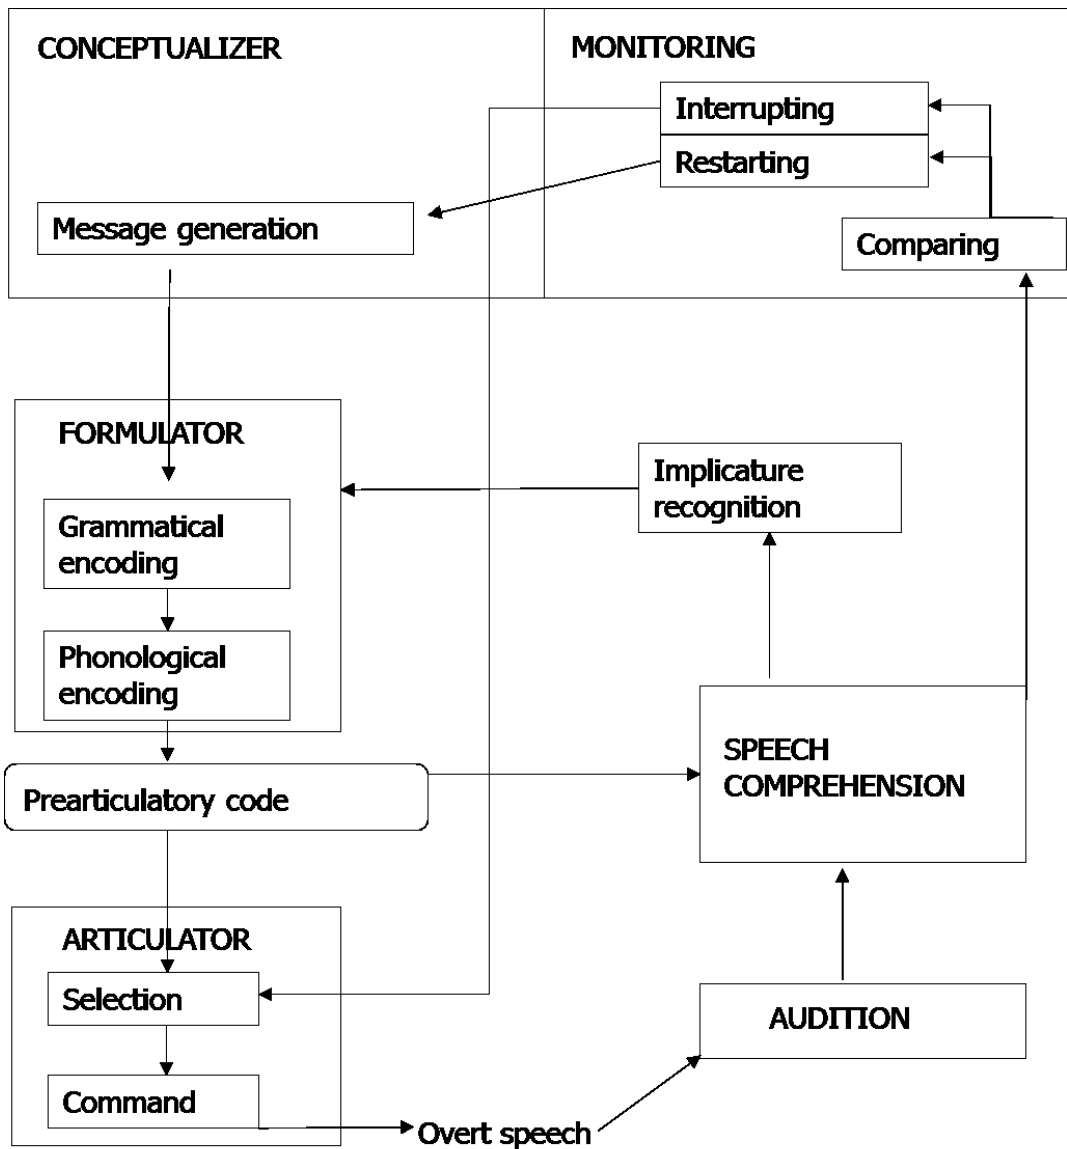 CONCEPTUALIZER
MONITORING
Interrupting
Restarting
Message generation
Comparing
FORMULATOR
Implicature
recognition
Grammatical
encoding
Phonological
encoding
SPEECH
COMPREHENSION
Prearticulatory code
ARTICULATOR
Selection
AUDITION
Command
Overt speech